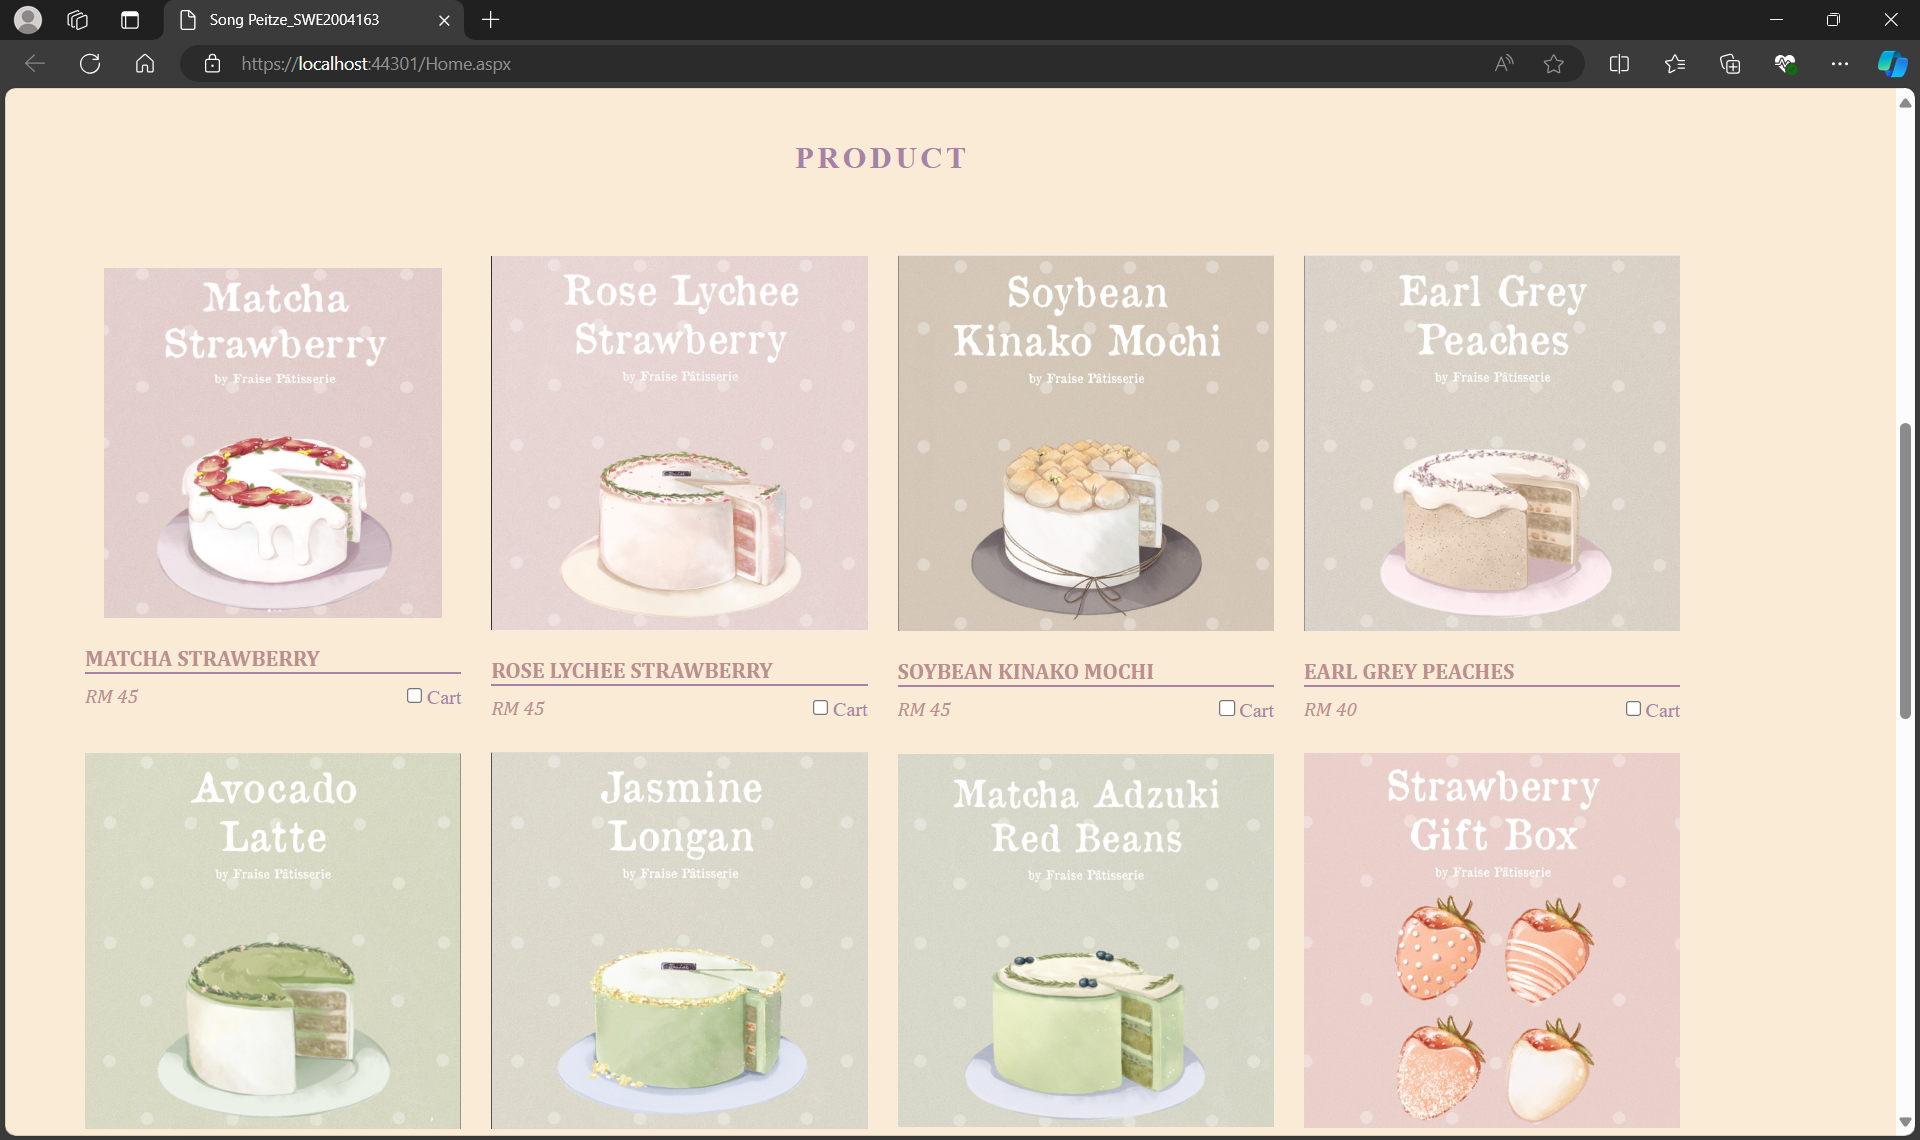 Song Peitze_SWE2004163
https://localhost:44301/Home.aspx
PRODUCT
Matcha
Strawberry
by Fraise Pâtisserie
Rose Lychee
Strawberry
by Fraise Pâtisserie
Soybean
Kinako Mochi
by Fraise Pâtisserie
Earl Grey
Peaches
by Fraise Pâtisserie
MATCHA STRAWBERRY
RM 45
Cart
ROSE LYCHEE STRAWBERRY
RM 45
Cart
SOYBEAN KINAKO MOCHI
RM 45
Cart
EARL GREY PEACHES
RM 40
Cart
Avocado
Latte
by Fraise Pâtisserie
Jasmine
Longan
by Fraise Pâtisserie
Matcha Adzuki
Red Beans
by Fraise Pâtisserie
Strawberry
Gift Box
by Fraise Pâtisserie